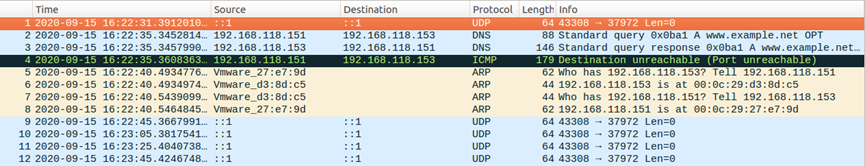 Time Source Destination Protocol Length Info
1 2020-09-15 16:22:31.3912010… ::1 ::1 UDP 64 43308 → 37972 Len=0
2 2020-09-15 16:22:35.3452814… 192.168.118.151 192.168.118.153 DNS 88 Standard query 0x0ba1 A www.example.net OPT
3 2020-09-15 16:22:35.3457990… 192.168.118.153 192.168.118.151 DNS 146 Standard query response 0x0ba1 A www.example.net…
4 2020-09-15 16:22:35.3608363… 192.168.118.151 192.168.118.153 ICMP 179 Destination unreachable (Port unreachable)
5 2020-09-15 16:22:40.4934776… Vmware_27:e7:9d ARP 62 Who has 192.168.118.153? Tell 192.168.118.151
6 2020-09-15 16:22:40.4934974… Vmware_d3:8d:c5 ARP 44 192.168.118.153 is at 00:0c:29:d3:8d:c5
7 2020-09-15 16:22:40.5439099… Vmware_d3:8d:c5 ARP 44 Who has 192.168.118.151? Tell 192.168.118.153
8 2020-09-15 16:22:40.5464845… Vmware_27:e7:9d ARP 62 192.168.118.151 is at 00:0c:29:27:e7:9d
9 2020-09-15 16:22:45.3667991… ::1 ::1 UDP 64 43308 → 37972 Len=0
10 2020-09-15 16:23:05.3817541… ::1 ::1 UDP 64 43308 → 37972 Len=0
11 2020-09-15 16:23:25.4040738… ::1 ::1 UDP 64 43308 → 37972 Len=0
12 2020-09-15 16:23:45.4246748… ::1 ::1 UDP 64 43308 → 37972 Len=0